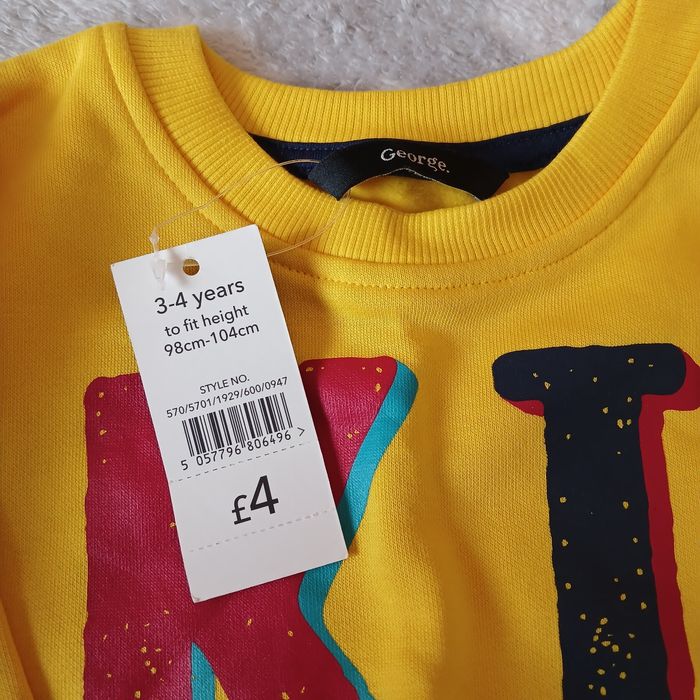 George.
3-4 years
to fit height
98cm-104cm
STYLE NO.
570/5701/1929/600/0947
5 057796 806496 >
£4
KI